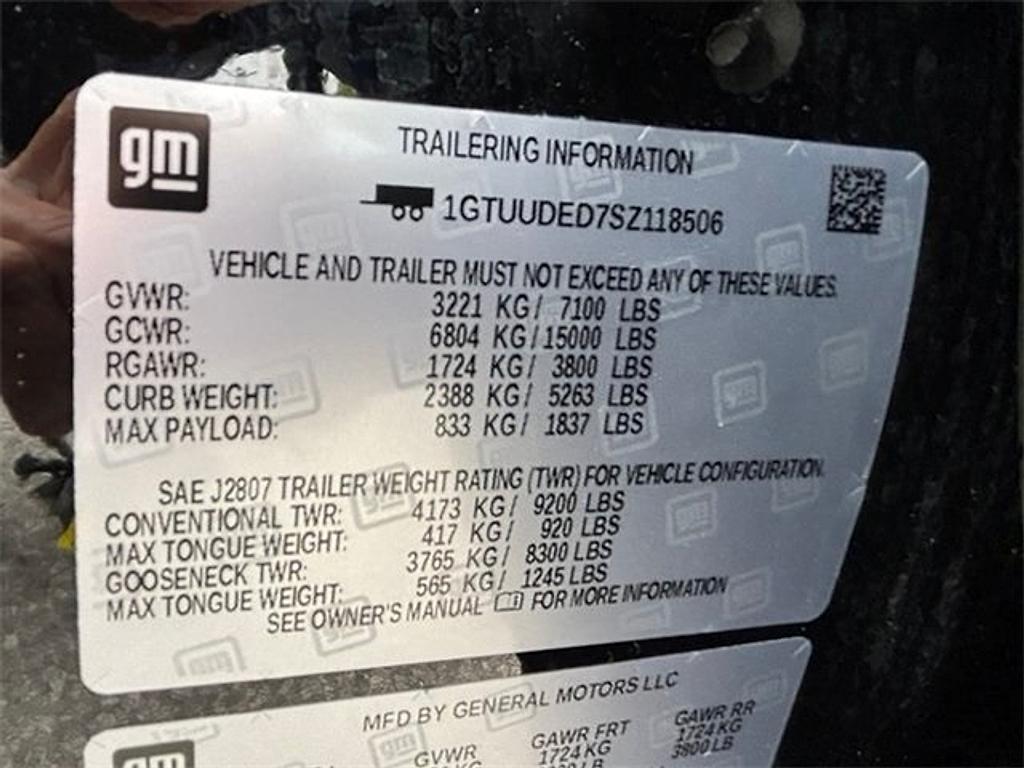 gm
TRAILERING INFORMATION
1GTUUDED7SZ118506
VEHICLE AND TRAILER MUST NOT EXCEED ANY OF THESE VALUES.
GVWR: 3221 KG/ 7100 LBS
GCWR: 6804 KG/15000 LBS
RGAWR: 1724 KG/ 3800 LBS
CURB WEIGHT: 2388 KG/ 5263 LBS
MAX PAYLOAD: 833 KG/ 1837 LBS
SAE J2807 TRAILER WEIGHT RATING (TWR) FOR VEHICLE CONFIGURATION.
CONVENTIONAL TWR: 4173 KG/ 9200 LBS
MAX TONGUE WEIGHT: 417 KG/ 920 LBS
GOOSENECK TWR: 3765 KG/ 8300 LBS
MAX TONGUE WEIGHT: 565 KG/ 1245 LBS
SEE OWNER'S MANUAL FOR MORE INFORMATION
MFD BY GENERAL MOTORS LLC
gm
GVWR GAWR FRT GAWR RR
1724 KG 1724 KG
3800 LB